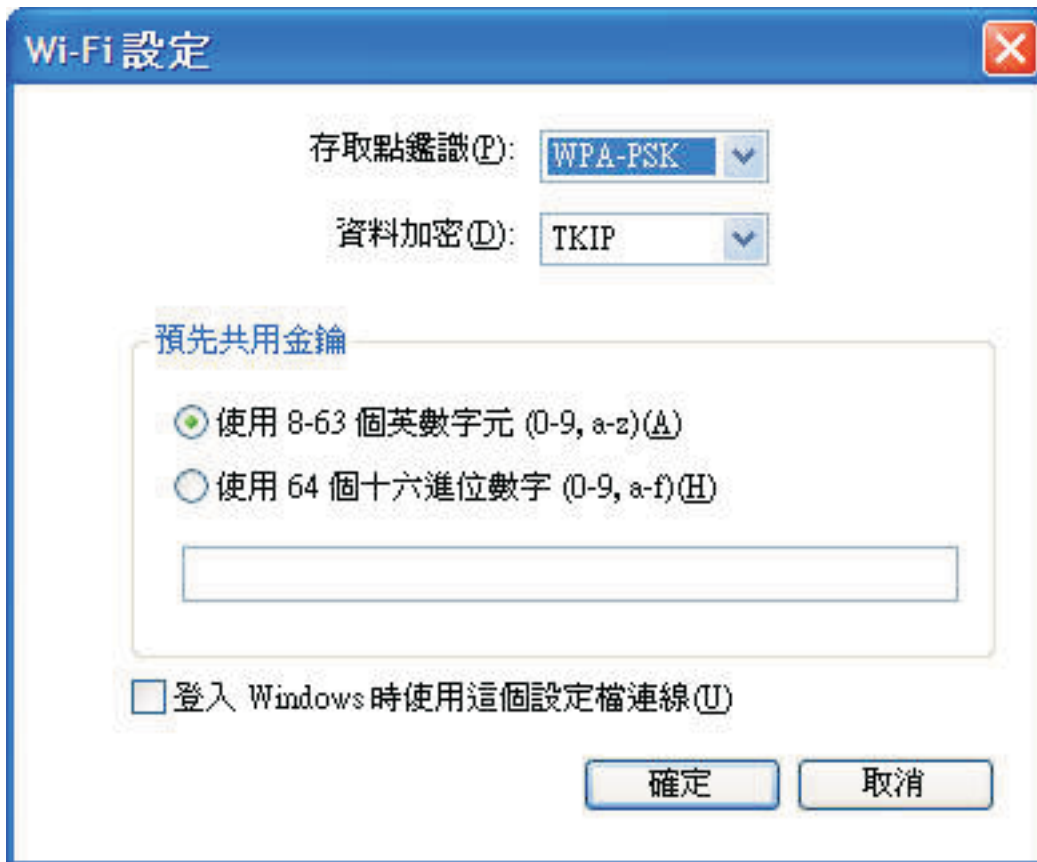 Wi-Fi 設定
存取點鑑識(P): WPA-PSK
資料加密(D): TKIP
預先共用金鑰
使用 8-63 個英數字元 (0-9, a-z)(A)
使用 64 個十六進位數字 (0-9, a-f)(H)
登入 Windows 時使用這個設定檔連線(U)
確定 取消